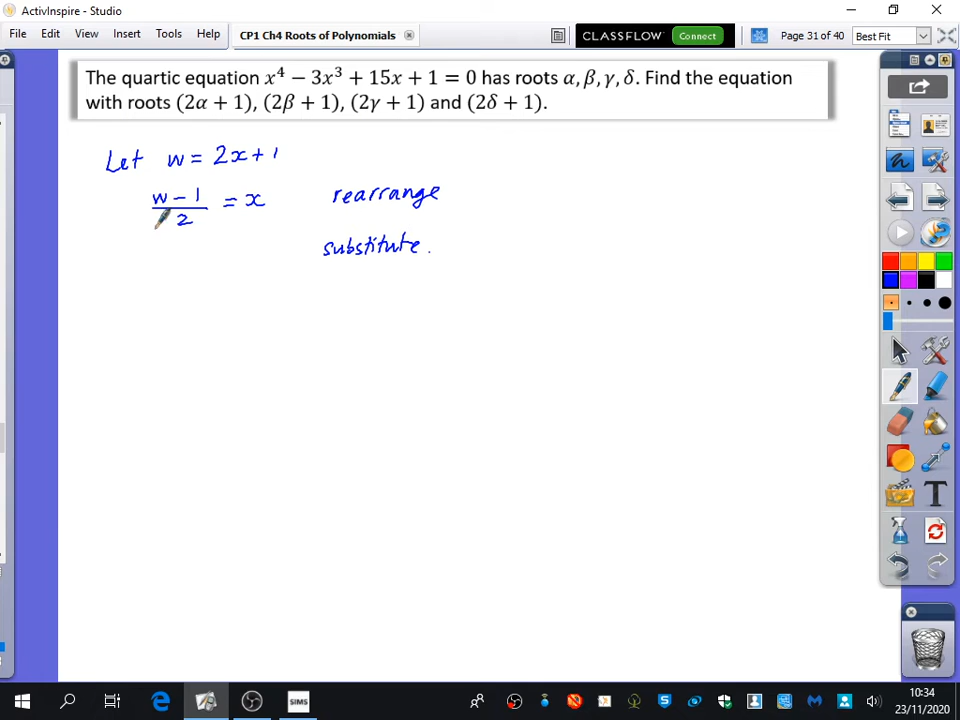 ActivInspire - Studio
File Edit View Insert Tools Help CP1 Ch4 Roots of Polynomials CLASSFLOW Connect Page 31 of 40 Best Fit
The quartic equation x⁴ − 3x³ + 15x + 1 = 0 has roots α, β, γ, δ. Find the equation
with roots (2α + 1), (2β + 1), (2γ + 1) and (2δ + 1).
Let w = 2x + 1
w − 1 / 2 = x rearrange
substitute.
T
SIMS
10:34
23/11/2020